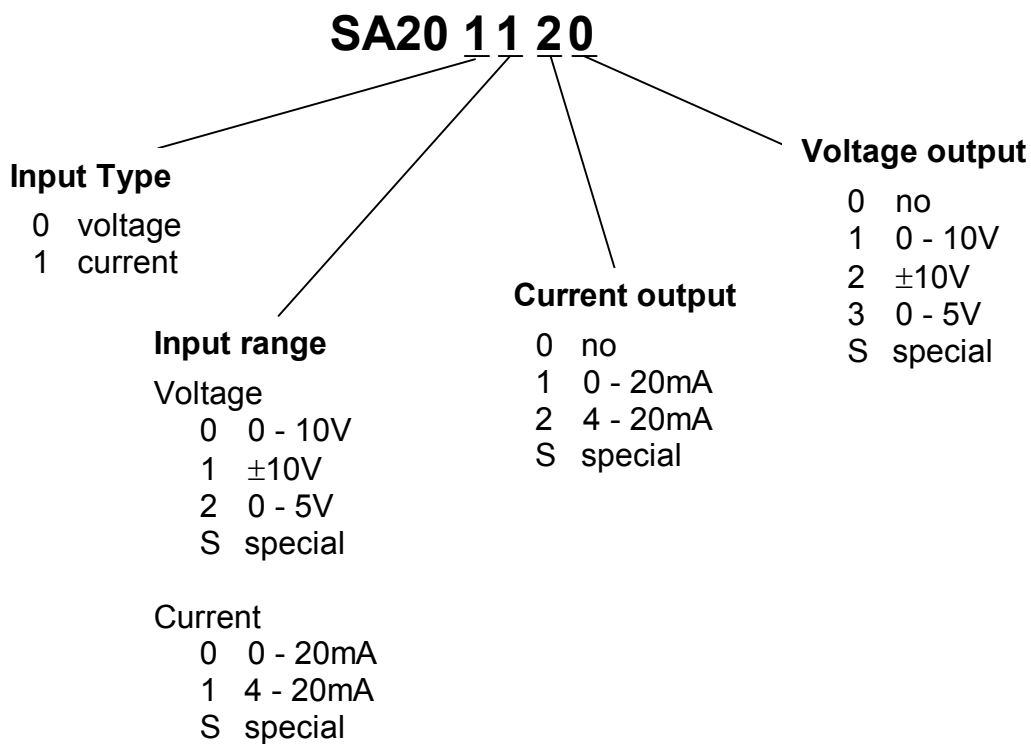 SA20 1 1 2 0
Input Type
0 voltage
1 current
Input range
Voltage
0 0 - 10V
1 ±10V
2 0 - 5V
S special
Current
0 0 - 20mA
1 4 - 20mA
S special
Current output
0 no
1 0 - 20mA
2 4 - 20mA
S special
Voltage output
0 no
1 0 - 10V
2 ±10V
3 0 - 5V
S special